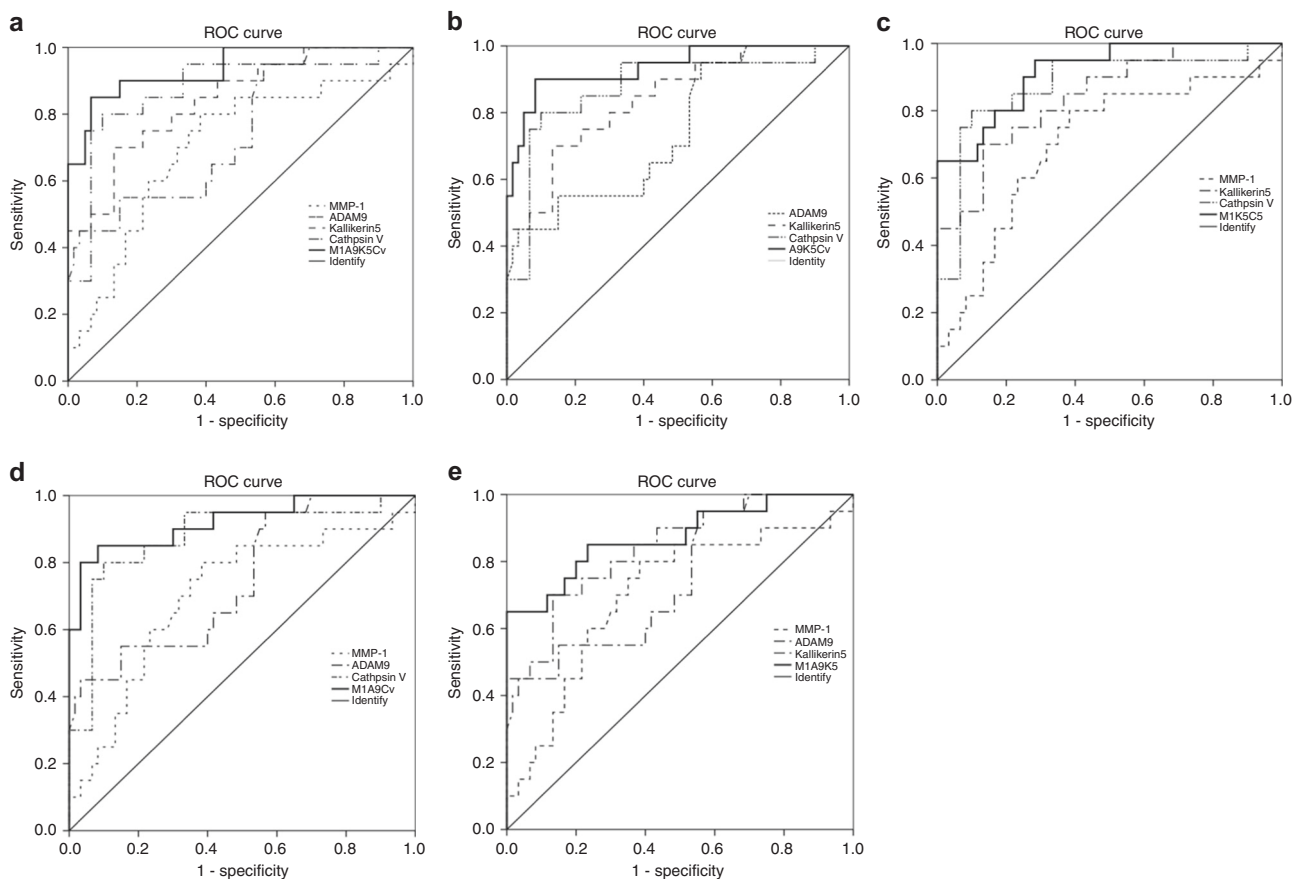 a
ROC curve
1.0
0.8
0.6
0.4
0.2
0.0
Sensitivity
MMP-1
ADAM9
Kallikerin5
Cathpsin V
M1A9K5Cv
Identify
0.0 0.2 0.4 0.6 0.8 1.0
1 - specificity
b
ROC curve
1.0
0.8
0.6
0.4
0.2
0.0
Sensitivity
ADAM9
Kallikerin5
Cathpsin V
A9K5Cv
Identity
0.0 0.2 0.4 0.6 0.8 1.0
1 - specificity
c
ROC curve
1.0
0.8
0.6
0.4
0.2
0.0
Sensitivity
MMP-1
Kallikerin5
Cathpsin V
M1K5C5
Identify
0.0 0.2 0.4 0.6 0.8 1.0
1 - specificity
d
ROC curve
1.0
0.8
0.6
0.4
0.2
0.0
Sensitivity
MMP-1
ADAM9
Cathpsin V
M1A9Cv
Identify
0.0 0.2 0.4 0.6 0.8 1.0
1 - specificity
e
ROC curve
1.0
0.8
0.6
0.4
0.2
0.0
Sensitivity
MMP-1
ADAM9
Kallikerin5
M1A9K5
Identify
0.0 0.2 0.4 0.6 0.8 1.0
1 - specificity